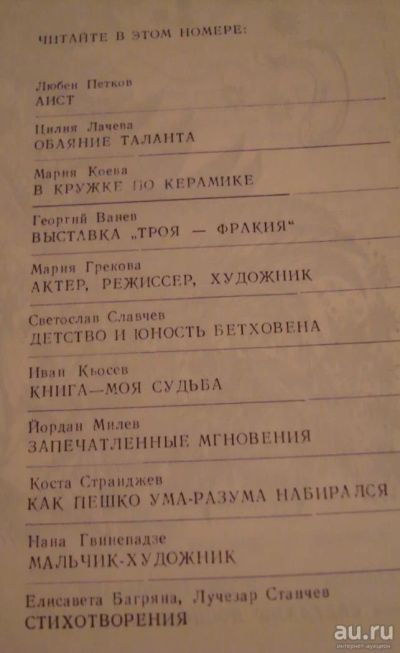 ЧИТАЙТЕ В ЭТОМ НОМЕРЕ:
Любен Петков
АИСТ
Цилия Лачева
ОБАЯНИЕ ТАЛАНТА
Мария Коева
В КРУЖКЕ ПО КЕРАМИКЕ
Георгий Ванев
ВЫСТАВКА „ТРОЯ — ФРАКИЯ“
Мария Грекова
АКТЕР, РЕЖИССЕР, ХУДОЖНИК
Светослав Славчев
ДЕТСТВО И ЮНОСТЬ БЕТХОВЕНА
Иван Кьосев
КНИГА—МОЯ СУДЬБА
Йордан Милев
ЗАПЕЧАТЛЕННЫЕ МГНОВЕНИЯ
Коста Странджев
КАК ПЕШКО УМА-РАЗУМА НАБИРАЛСЯ
Нана Гвинепадзе
МАЛЬЧИК-ХУДОЖНИК
Елисавета Багряна, Лучезар Станчев
СТИХОТВОРЕНИЯ
au.ru
интернет-аукцион